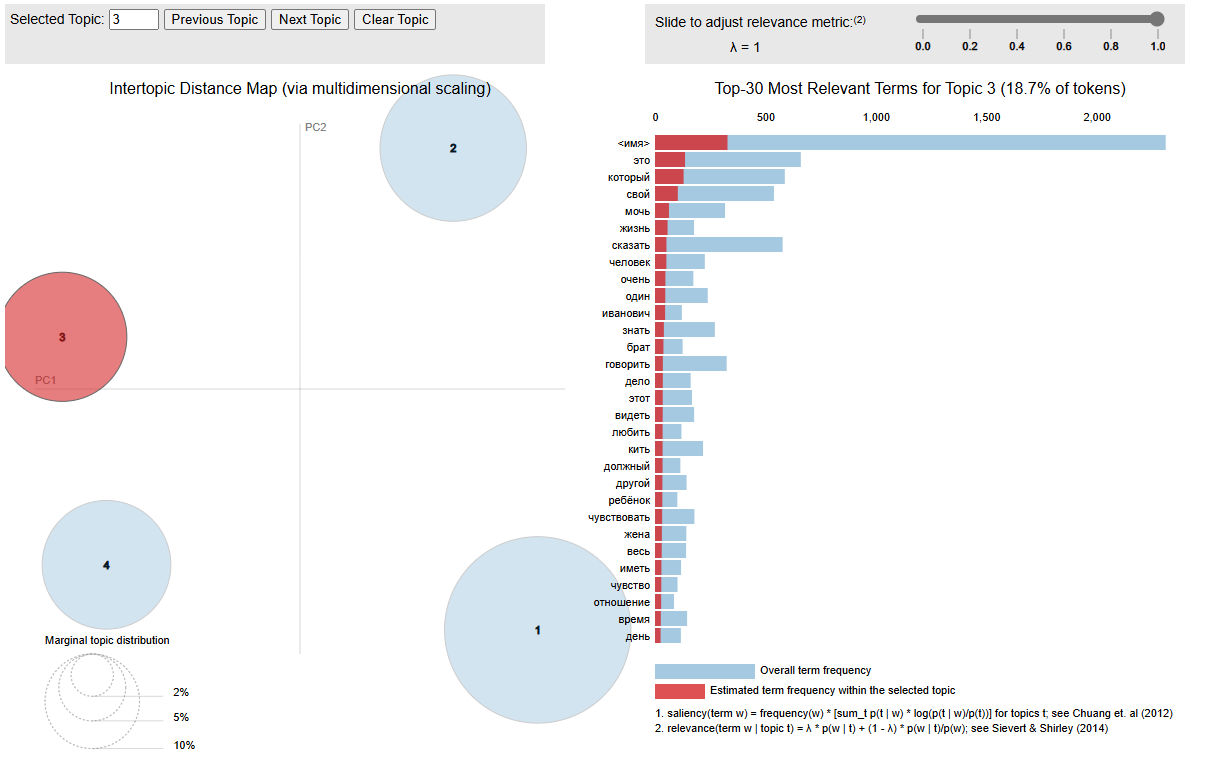 Selected Topic: 3 Previous Topic Next Topic Clear Topic
Slide to adjust relevance metric:(2)
λ = 1
0.0 0.2 0.4 0.6 0.8 1.0
Intertopic Distance Map (via multidimensional scaling)
PC2
PC1
2
3
4
1
Marginal topic distribution
2%
5%
10%
Top-30 Most Relevant Terms for Topic 3 (18.7% of tokens)
0 500 1,000 1,500 2,000
<имя>
это
который
свой
мочь
жизнь
сказать
человек
очень
один
иванович
знать
брат
говорить
дело
этот
видеть
любить
кить
должный
другой
ребёнок
чувствовать
жена
весь
иметь
чувство
отношение
время
день
Overall term frequency
Estimated term frequency within the selected topic
1. saliency(term w) = frequency(w) * [sum_t p(t | w) * log(p(t | w)/p(t))] for topics t; see Chuang et. al (2012)
2. relevance(term w | topic t) = λ * p(w | t) + (1 - λ) * p(w | t)/p(w); see Sievert & Shirley (2014)